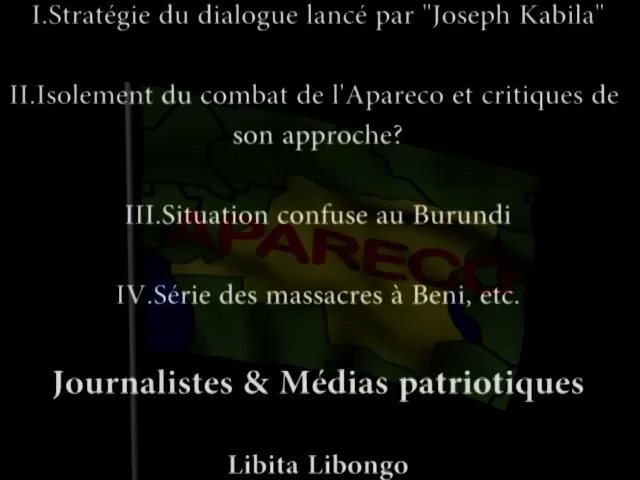 I.Stratégie du dialogue lancé par "Joseph Kabila"
II.Isolement du combat de l'Apareco et critiques de
son approche?
III.Situation confuse au Burundi
APARECO
IV.Série des massacres à Beni, etc.
Journalistes & Médias patriotiques
Libita Libongo